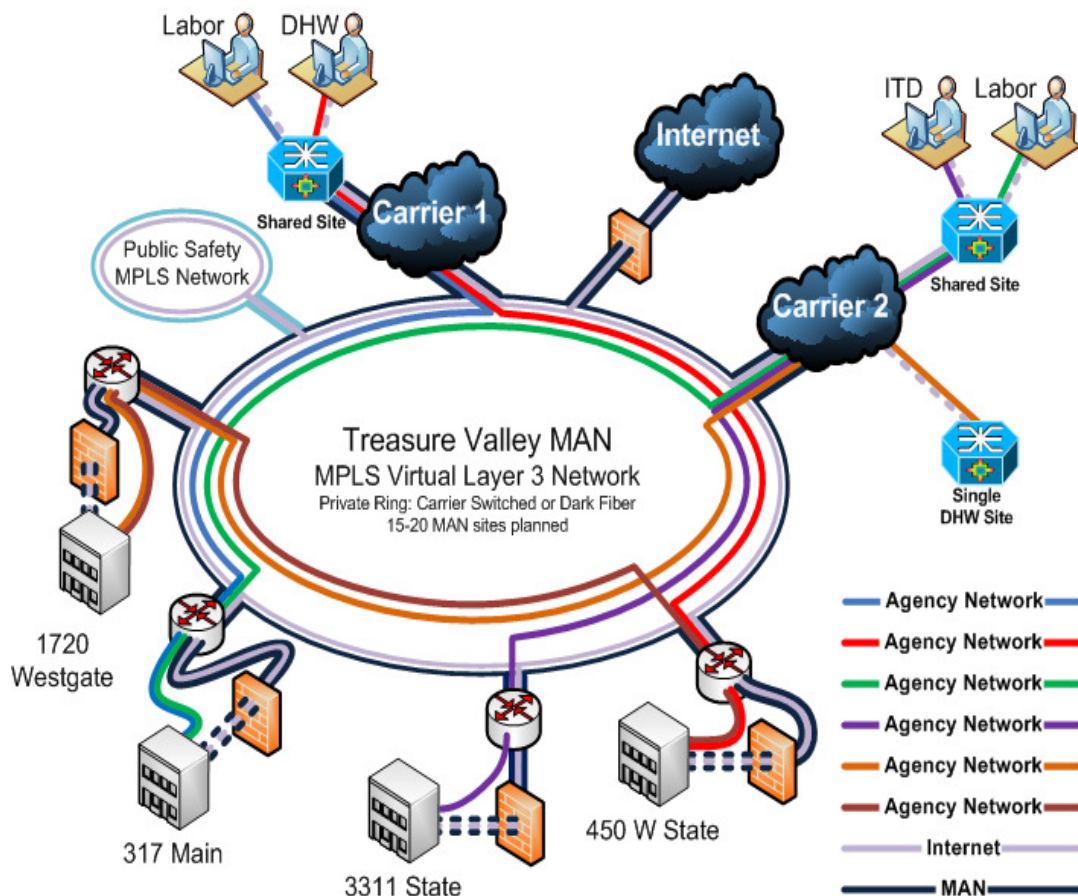 Labor
DHW
Shared Site
Carrier 1
Internet
ITD
Labor
Shared Site
Carrier 2
Public Safety
MPLS Network
Treasure Valley MAN
MPLS Virtual Layer 3 Network
Private Ring: Carrier Switched or Dark Fiber
15-20 MAN sites planned
Single
DHW Site
1720
Westgate
317 Main
3311 State
450 W State
Agency Network
Agency Network
Agency Network
Agency Network
Agency Network
Agency Network
Internet
MAN